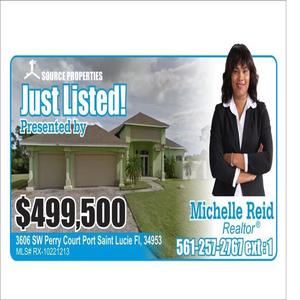 SOURCE PROPERTIES
Just Listed!
Presented by
$499,500
3606 SW Perry Court Port Saint Lucie Fl, 34953
MLS# RX-10221213
Michelle Reid
Realtor®
561-257-2767 ext:1